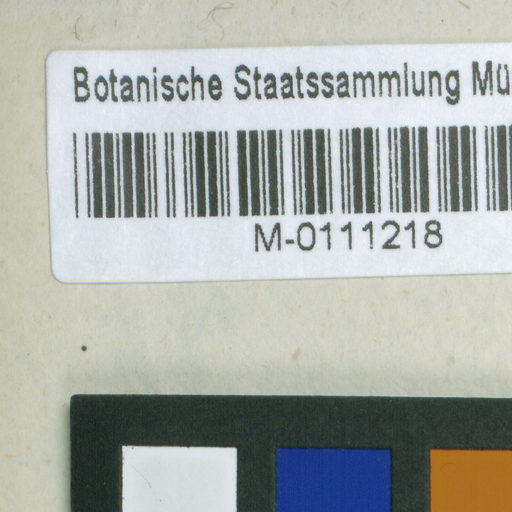 Botanische Staatssammlung Mü
M-0111218